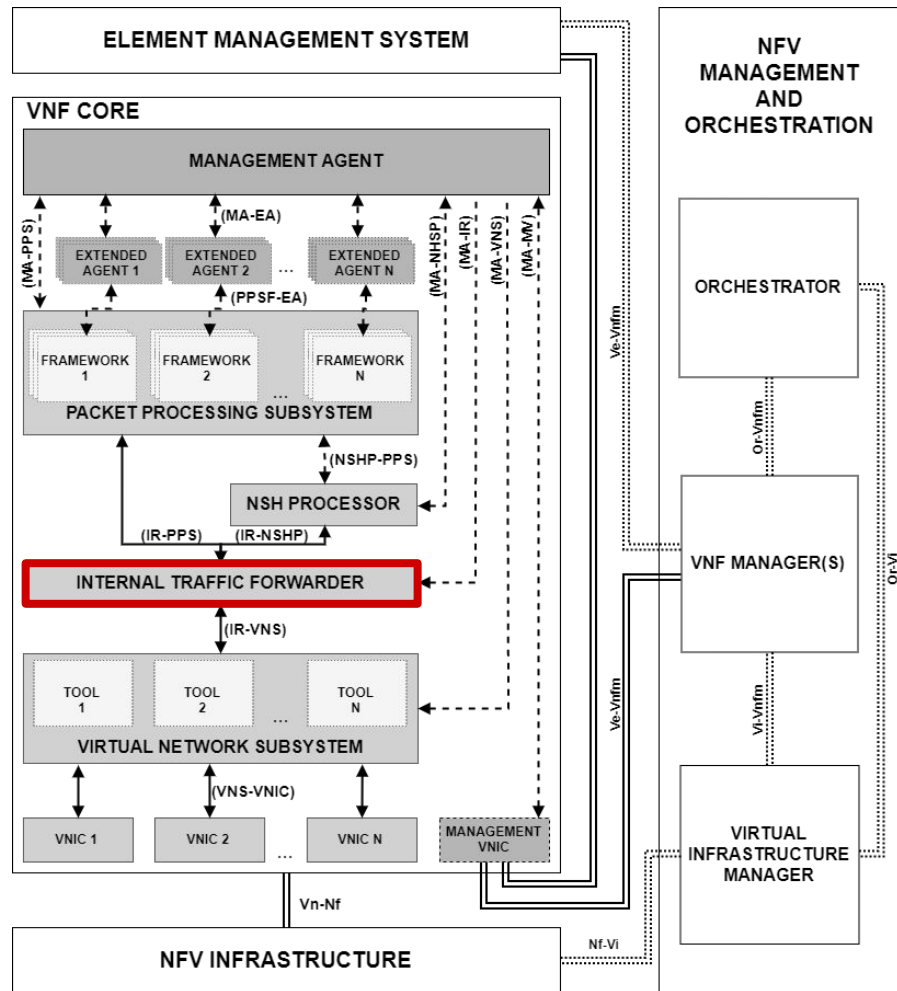 ELEMENT MANAGEMENT SYSTEM
NFV
MANAGEMENT
AND
ORCHESTRATION
VNF CORE
MANAGEMENT AGENT
(MA-PPS)
(MA-EA)
(MA-NHSP)
(MA-IR)
(MA-VNS)
(MA-MV)
EXTENDED
AGENT 1
EXTENDED
AGENT 2
...
EXTENDED
AGENT N
(PPSF-EA)
FRAMEWORK
1
FRAMEWORK
2
...
FRAMEWORK
N
PACKET PROCESSING SUBSYSTEM
(NSHP-PPS)
NSH PROCESSOR
(IR-PPS)
(IR-NSHP)
INTERNAL TRAFFIC FORWARDER
(IR-VNS)
TOOL
1
TOOL
2
...
TOOL
N
VIRTUAL NETWORK SUBSYSTEM
(VNS-VNIC)
VNIC 1
VNIC 2
...
VNIC N
MANAGEMENT
VNIC
Vn-Nf
NFV INFRASTRUCTURE
Ve-Vnfm
Ve-Vnfm
Nf-Vi
ORCHESTRATOR
Or-Vnfm
VNF MANAGER(S)
Or-Vi
Vi-Vnfm
VIRTUAL
INFRASTRUCTURE
MANAGER